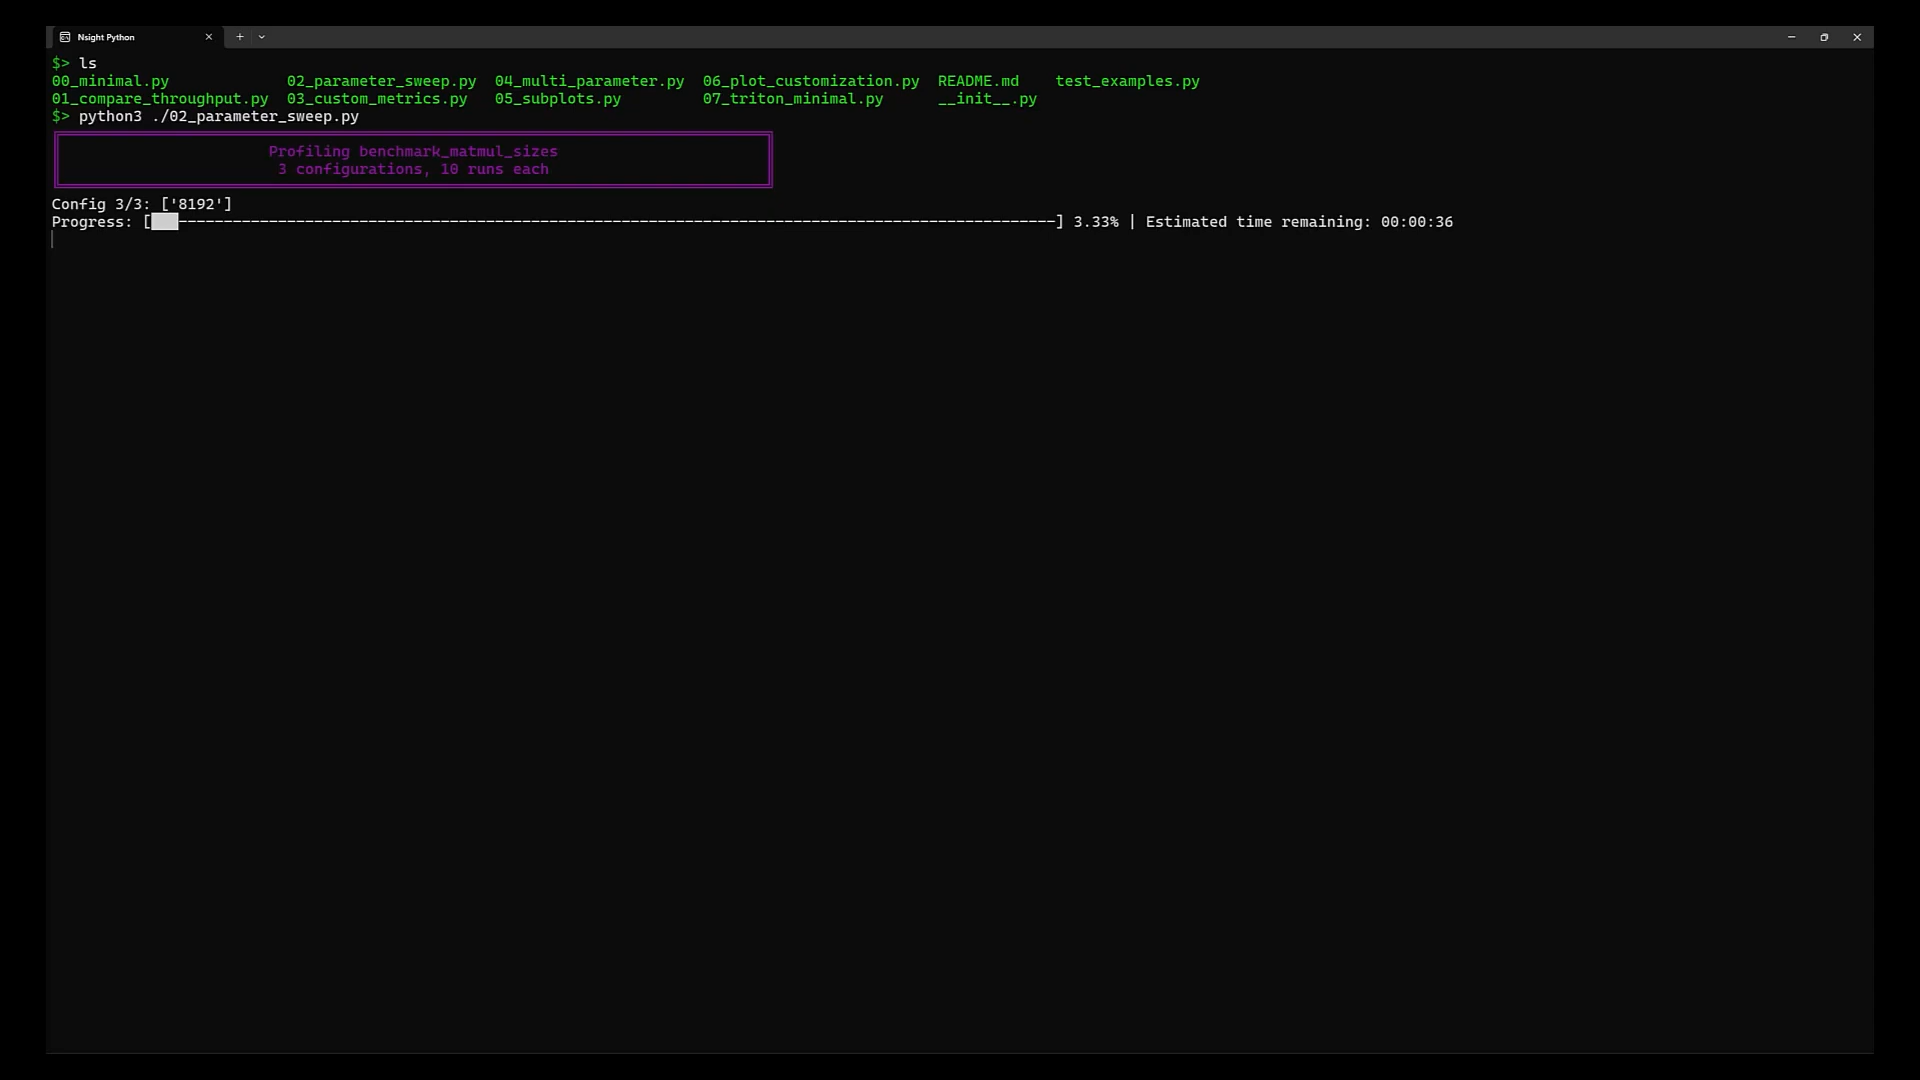 Nsight Python
$> ls
00_minimal.py 02_parameter_sweep.py 04_multi_parameter.py 06_plot_customization.py README.md test_examples.py
01_compare_throughput.py 03_custom_metrics.py 05_subplots.py 07_triton_minimal.py __init__.py
$> python3 ./02_parameter_sweep.py
Profiling benchmark_matmul_sizes
3 configurations, 10 runs each
Config 3/3: ['8192']
Progress: [███-------------------------------------------------------------------------------------------------] 3.33% | Estimated time remaining: 00:00:36